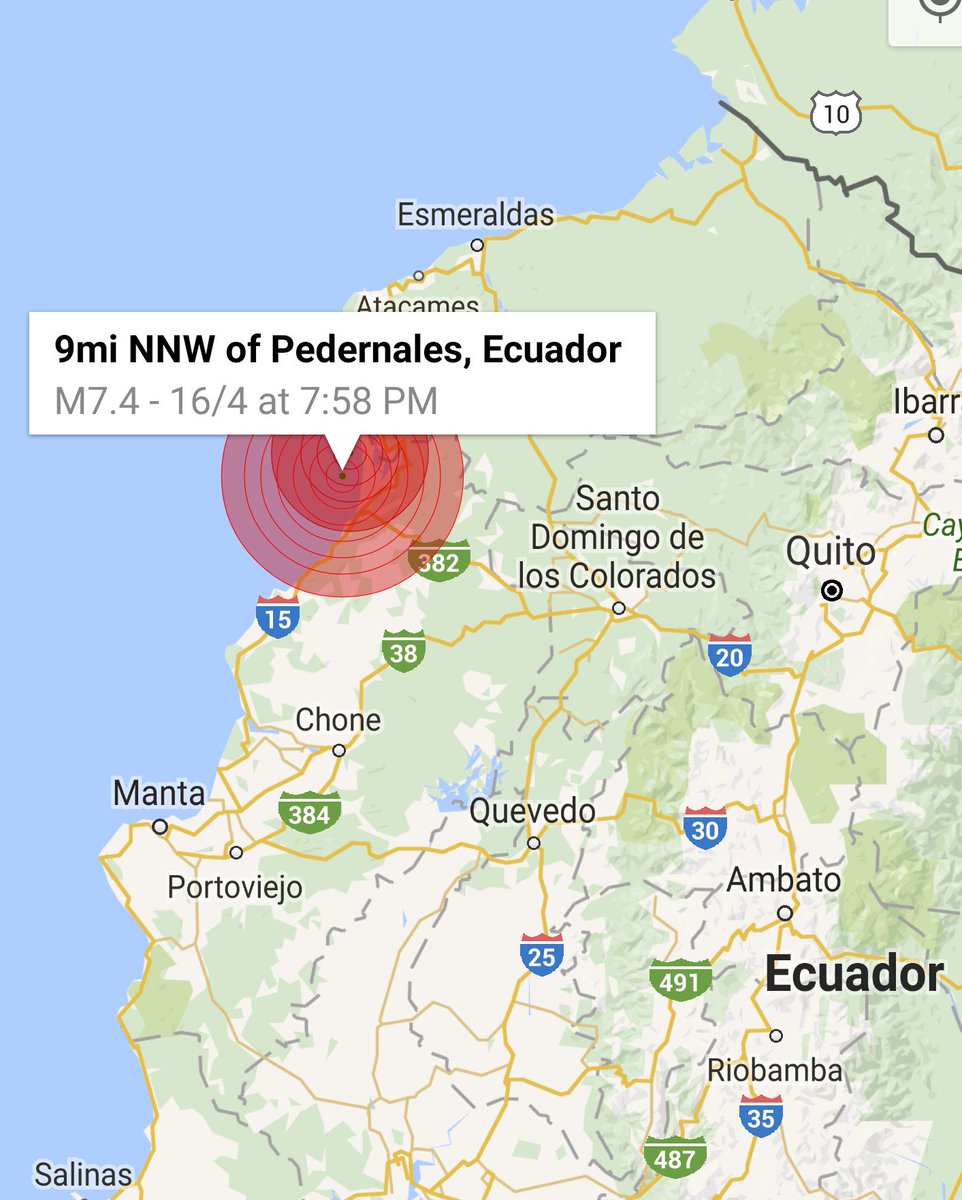 10
Esmeraldas
Atacames
9mi NNW of Pedernales, Ecuador
M7.4 - 16/4 at 7:58 PM
Ibarr
Santo
Domingo de
los Colorados
Cay
E
Quito
382
15
38
20
Chone
Manta
384
Quevedo
30
Portoviejo
Ambato
25
491
Ecuador
Riobamba
35
487
Salinas